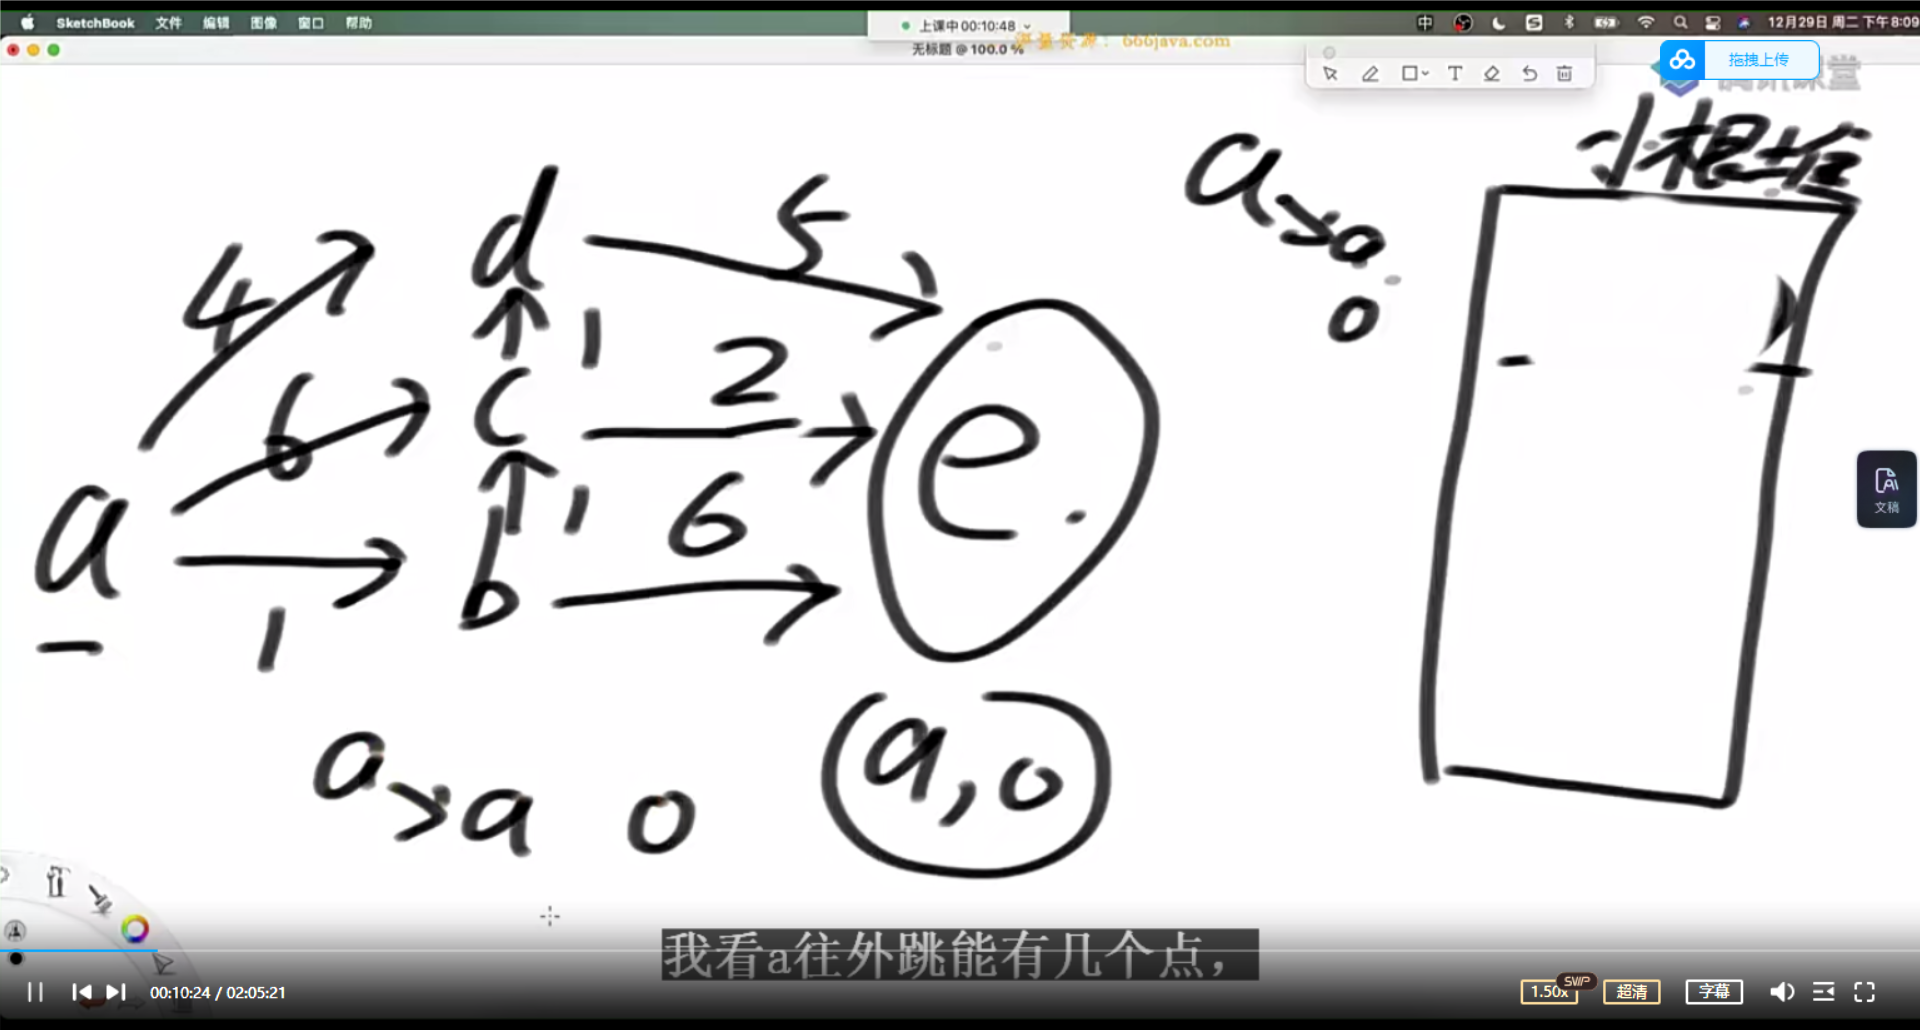 SketchBook 文件 编辑 图像 窗口 帮助
上课中 00:10:48
中
12月29日 周二 下午8:09
无标题 @ 100.0 %
666java.com
T
拖拽上传
小根堆
a→a
0
d
5
4
1
c
2
6
e
a
1
b
6
1
a→a 0
(a,0)
AI
文稿
我看a往外跳能有几个点，
00:10:24 / 02:05:21
1.50x
SVIP
超清
字幕